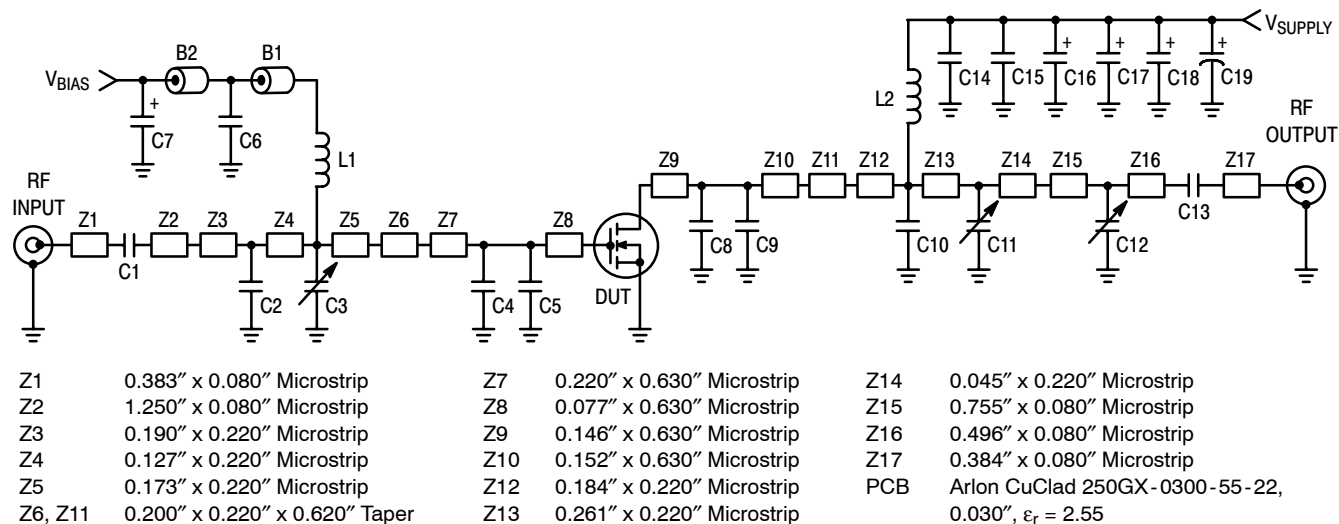 B2
B1
VBIAS
+
C7
C6
L1
VSUPPLY
+
+
+
+
C14
C15
C16
C17
C18
C19
L2
RF
INPUT
Z1
C1
Z2
Z3
Z4
Z5
Z6
Z7
Z8
C2
C3
C4
C5
DUT
Z9
Z10
Z11
Z12
Z13
Z14
Z15
Z16
Z17
C8
C9
C10
C11
C12
C13
RF
OUTPUT
Z1 0.383″ x 0.080″ Microstrip
Z2 1.250″ x 0.080″ Microstrip
Z3 0.190″ x 0.220″ Microstrip
Z4 0.127″ x 0.220″ Microstrip
Z5 0.173″ x 0.220″ Microstrip
Z6, Z11 0.200″ x 0.220″ x 0.620″ Taper
Z7 0.220″ x 0.630″ Microstrip
Z8 0.077″ x 0.630″ Microstrip
Z9 0.146″ x 0.630″ Microstrip
Z10 0.152″ x 0.630″ Microstrip
Z12 0.184″ x 0.220″ Microstrip
Z13 0.261″ x 0.220″ Microstrip
Z14 0.045″ x 0.220″ Microstrip
Z15 0.755″ x 0.080″ Microstrip
Z16 0.496″ x 0.080″ Microstrip
Z17 0.384″ x 0.080″ Microstrip
PCB Arlon CuClad 250GX-0300-55-22,
0.030″, εr = 2.55